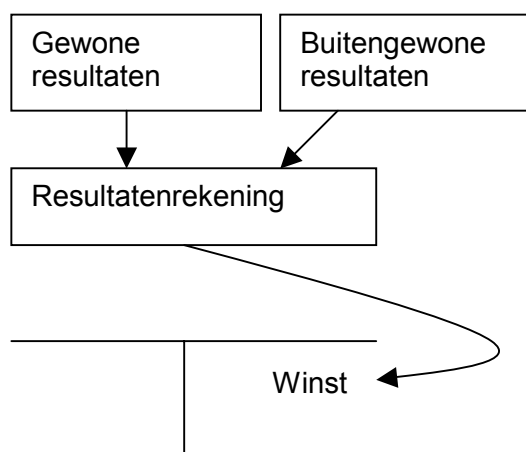 Gewone
resultaten
Buitengewone
resultaten
Resultatenrekening
Winst